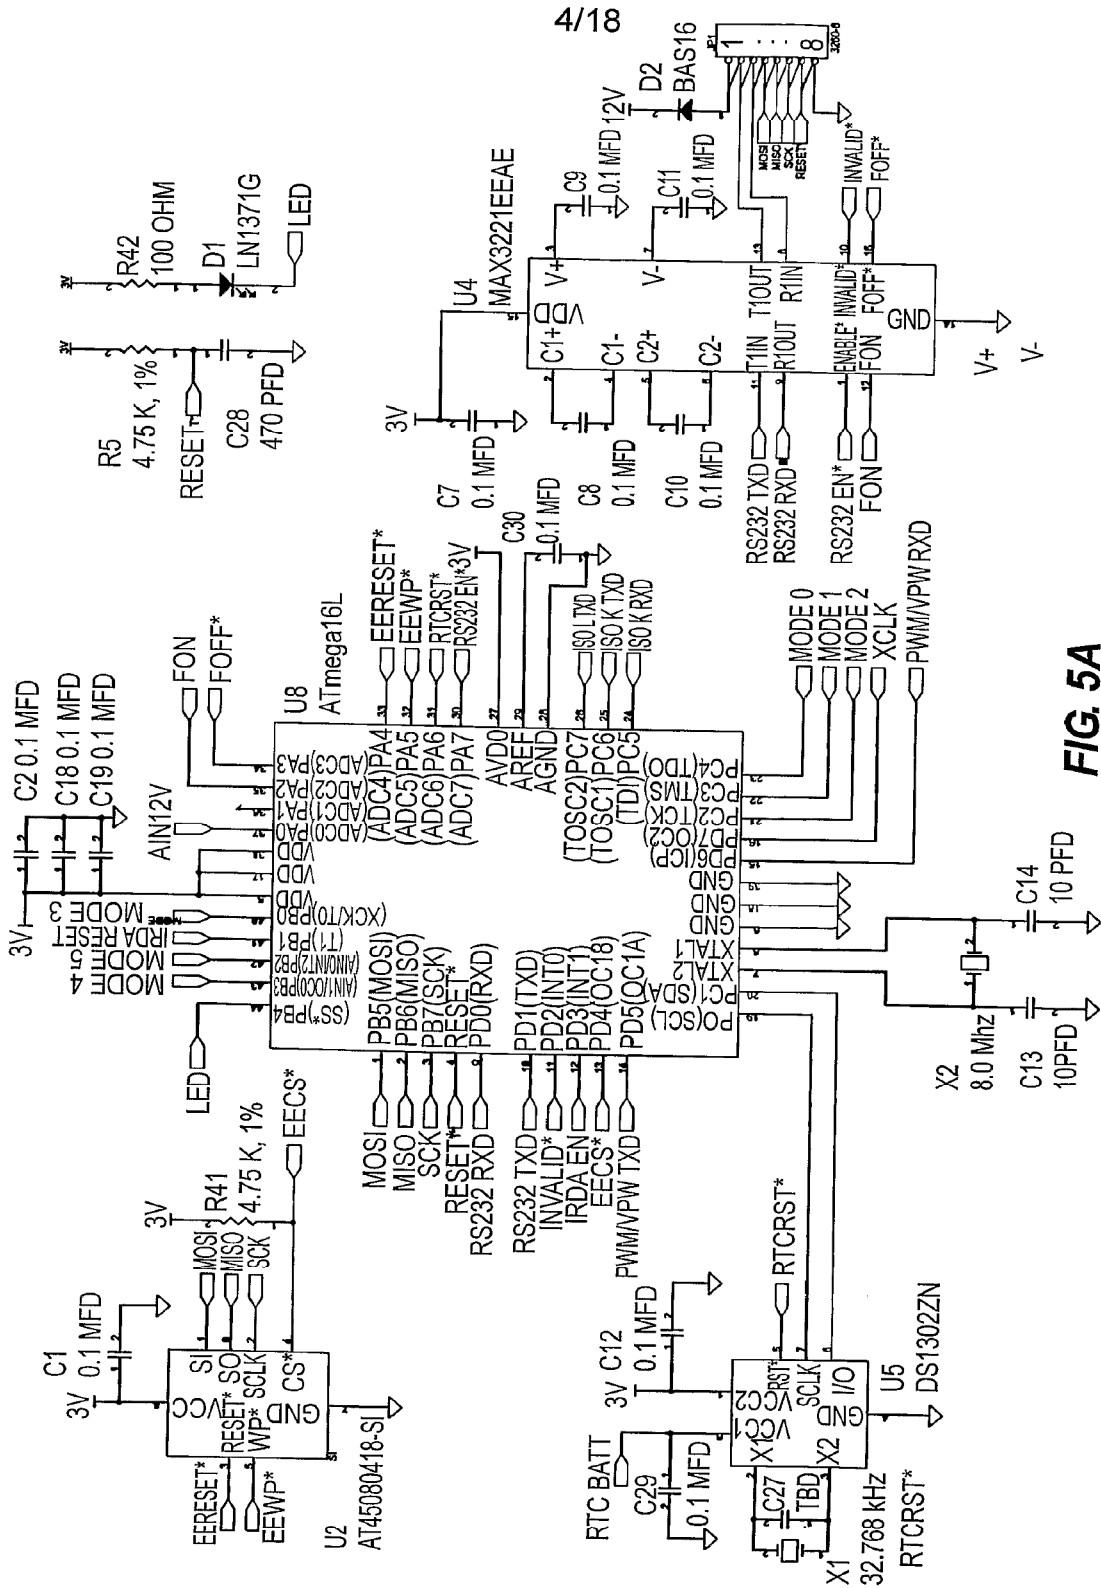 4/18
3V
R42
100 OHM
D1
LN1371G
LED
3V
R5
4.75 K, 1%
RESET*
C28
470 PFD
12V
D2
BAS16
JP1
1
8
MOSI
MISO
SCK
RESET*
U4
MAX3221EEAE
3V
C7
0.1 MFD
C8
0.1 MFD
C10
0.1 MFD
C9
0.1 MFD
C11
0.1 MFD
VDD
V+
V-
C1+
C1-
C2+
C2-
T1IN
R1OUT
T1OUT
R1IN
ENABLE*
INVALID*
FON
FOFF*
GND
RS232 TXD
RS232 RXD
RS232 EN*
FON
INVALID*
FOFF*
V+
V-
3V
C2 0.1 MFD
C18 0.1 MFD
C19 0.1 MFD
AIN12V
FON
FOFF*
MODE 3
IRDA RESET
MODE 5
MODE 4
LED
U8
ATmega16L
(ADC3)PA3
(ADC2)PA2
(ADC1)PA1
(ADC0)PA0
VDD
VDD
VDD
(XCK/T0)PB0
(T1)PB1
(AIN0/INT2)PB2
(AIN1/OC0)PB3
(SS*)PB4
(ADC4)PA4
(ADC5)PA5
(ADC6)PA6
(ADC7)PA7
AVD0
AREF
AGND
(TOSC2)PC7
(TOSC1)PC6
(TDI)PC5
PB5(MOSI)
PB6(MISO)
PB7(SCK)
RESET*
PD0(RXD)
PD1(TXD)
PD2(INT0)
PD3(INT1)
PD4(OC18)
PD5(QC1A)
PC4(TDO)
PC3(TMS)
PC2(TCK)
PD7(OC2)
PD6(ICP)
GND
GND
GND
XTAL1
XTAL2
PC1(SDA)
PO(SCL)
EERESET*
EEWP*
RTCRST*
RS232 EN*
3V
C30
0.1 MFD
ISO L TXD
ISO K TXD
ISO K RXD
MODE 0
MODE 1
MODE 2
XCLK
PWM/VPW RXD
MOSI
MISO
SCK
RESET*
RS232 RXD
RS232 TXD
INVALID*
IRDA EN
EECS*
PWM/VPW TXD
X2
8.0 Mhz
C14
10 PFD
C13
10PFD
3V
C1
0.1 MFD
3V
R41
4.75 K, 1%
EECS*
MOSI
MISO
SCK
VCC
SI
SO
SCLK
CS*
RESET*
WP*
GND
SI
EERESET*
EEWP*
U2
AT45080418-SI
3V
C12
0.1 MFD
RTC BATT
C29
0.1 MFD
RTCRST*
VCC1
VCC2
RST*
SCLK
I/O
GND
X1
X2
C27
TBD
U5
DS1302ZN
X1
32.768 kHz
RTCRST*
FIG. 5A